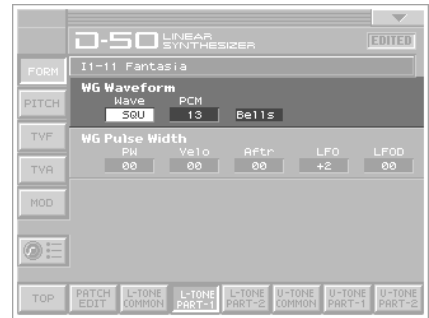 D-50 LINEAR SYNTHESIZER
EDITED
I1-11 Fantasia
FORM
PITCH
TVF
TVA
MOD
WG Waveform
Wave PCM
SQU 13 Bells
WG Pulse Width
PW Velo Aftr LFO LFOD
00 00 00 +2 00
TOP
PATCH EDIT
L-TONE COMMON
L-TONE PART-1
L-TONE PART-2
U-TONE COMMON
U-TONE PART-1
U-TONE PART-2